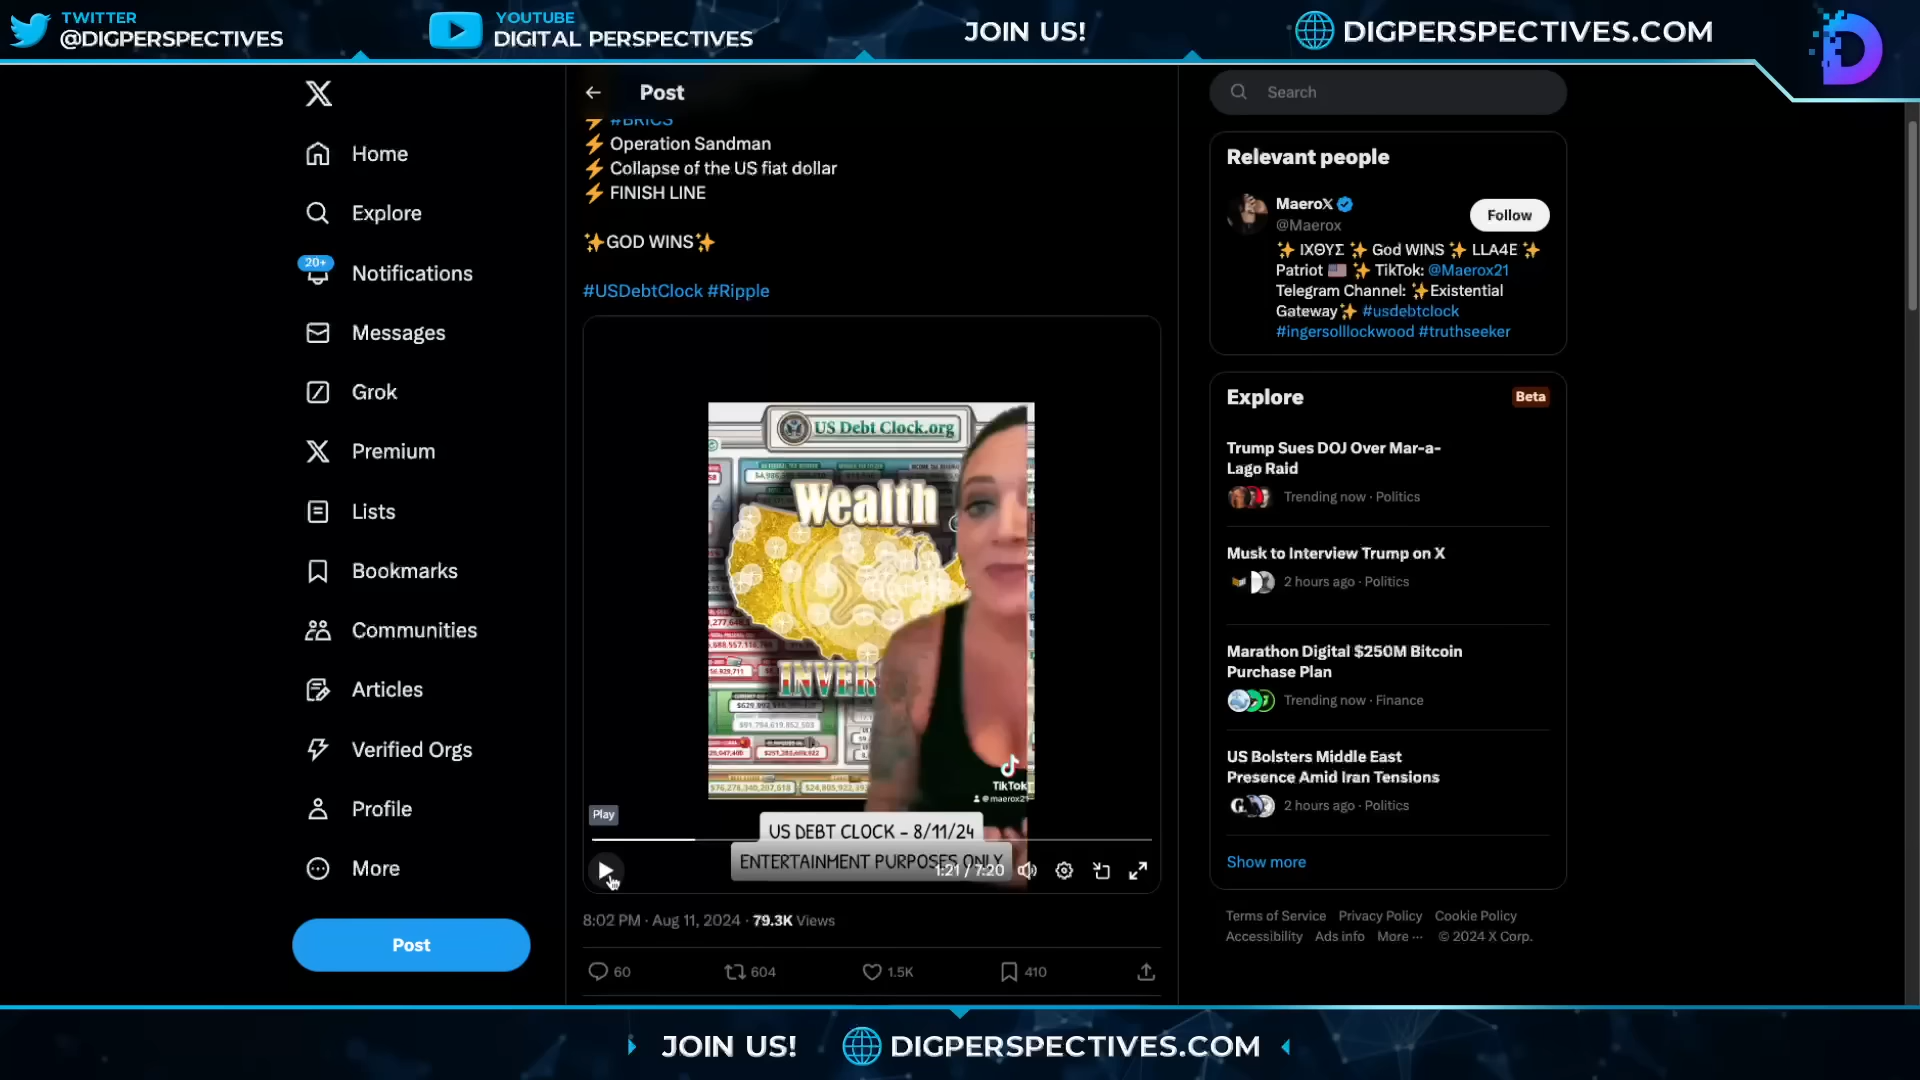 TWITTER
@DIGPERSPECTIVES
YOUTUBE
DIGITAL PERSPECTIVES
JOIN US!
DIGPERSPECTIVES.COM
Home
Explore
20+
Notifications
Messages
Grok
Premium
Lists
Bookmarks
Communities
Articles
Verified Orgs
Profile
More
Post
Post
⚡ #BRICS
⚡ Operation Sandman
⚡ Collapse of the US fiat dollar
⚡ FINISH LINE
✨GOD WINS✨
#USDebtClock #Ripple
US Debt Clock.org
Wealth
TikTok
@maerox21
Play
US DEBT CLOCK - 8/11/24
ENTERTAINMENT PURPOSES ONLY
1:21 / 7:20
8:02 PM · Aug 11, 2024 · 79.3K Views
60
604
1.5K
410
Search
Relevant people
MaeroX
@Maerox
Follow
✨ ΙΧΘΥΣ ✨ God WINS ✨ LLA4E ✨
Patriot 🇺🇸 ✨ TikTok: @Maerox21
Telegram Channel: ✨Existential
Gateway✨ #usdebtclock
#ingersolllockwood #truthseeker
Explore
Beta
Trump Sues DOJ Over Mar-a-
Lago Raid
Trending now · Politics
Musk to Interview Trump on X
2 hours ago · Politics
Marathon Digital $250M Bitcoin
Purchase Plan
Trending now · Finance
US Bolsters Middle East
Presence Amid Iran Tensions
2 hours ago · Politics
Show more
Terms of Service Privacy Policy Cookie Policy
Accessibility Ads info More ··· © 2024 X Corp.
JOIN US!
DIGPERSPECTIVES.COM